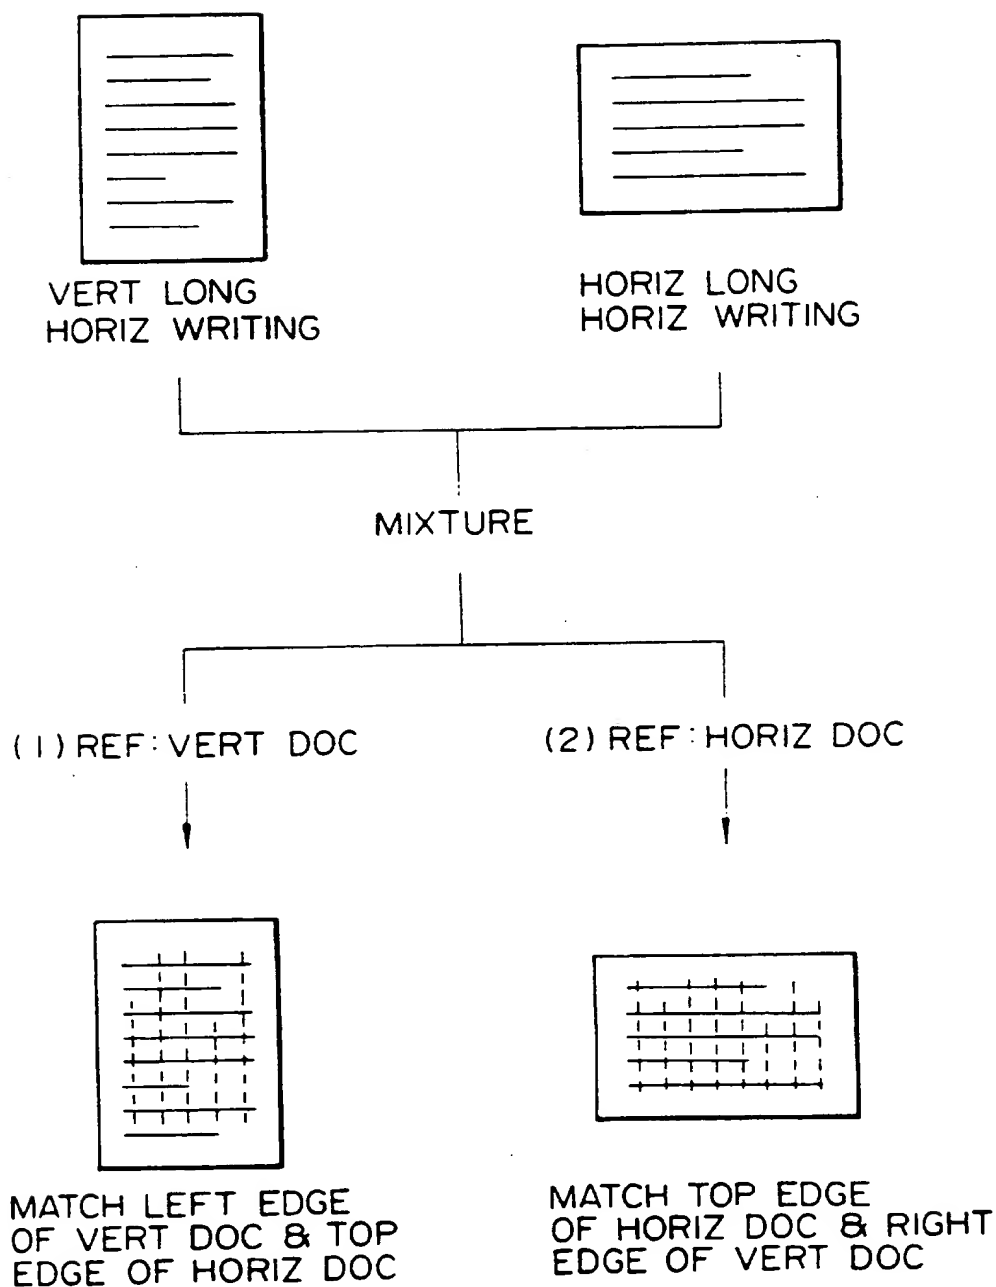 VERT LONG
HORIZ WRITING
HORIZ LONG
HORIZ WRITING
MIXTURE
(1) REF: VERT DOC
(2) REF: HORIZ DOC
MATCH LEFT EDGE
OF VERT DOC & TOP
EDGE OF HORIZ DOC
MATCH TOP EDGE
OF HORIZ DOC & RIGHT
EDGE OF VERT DOC